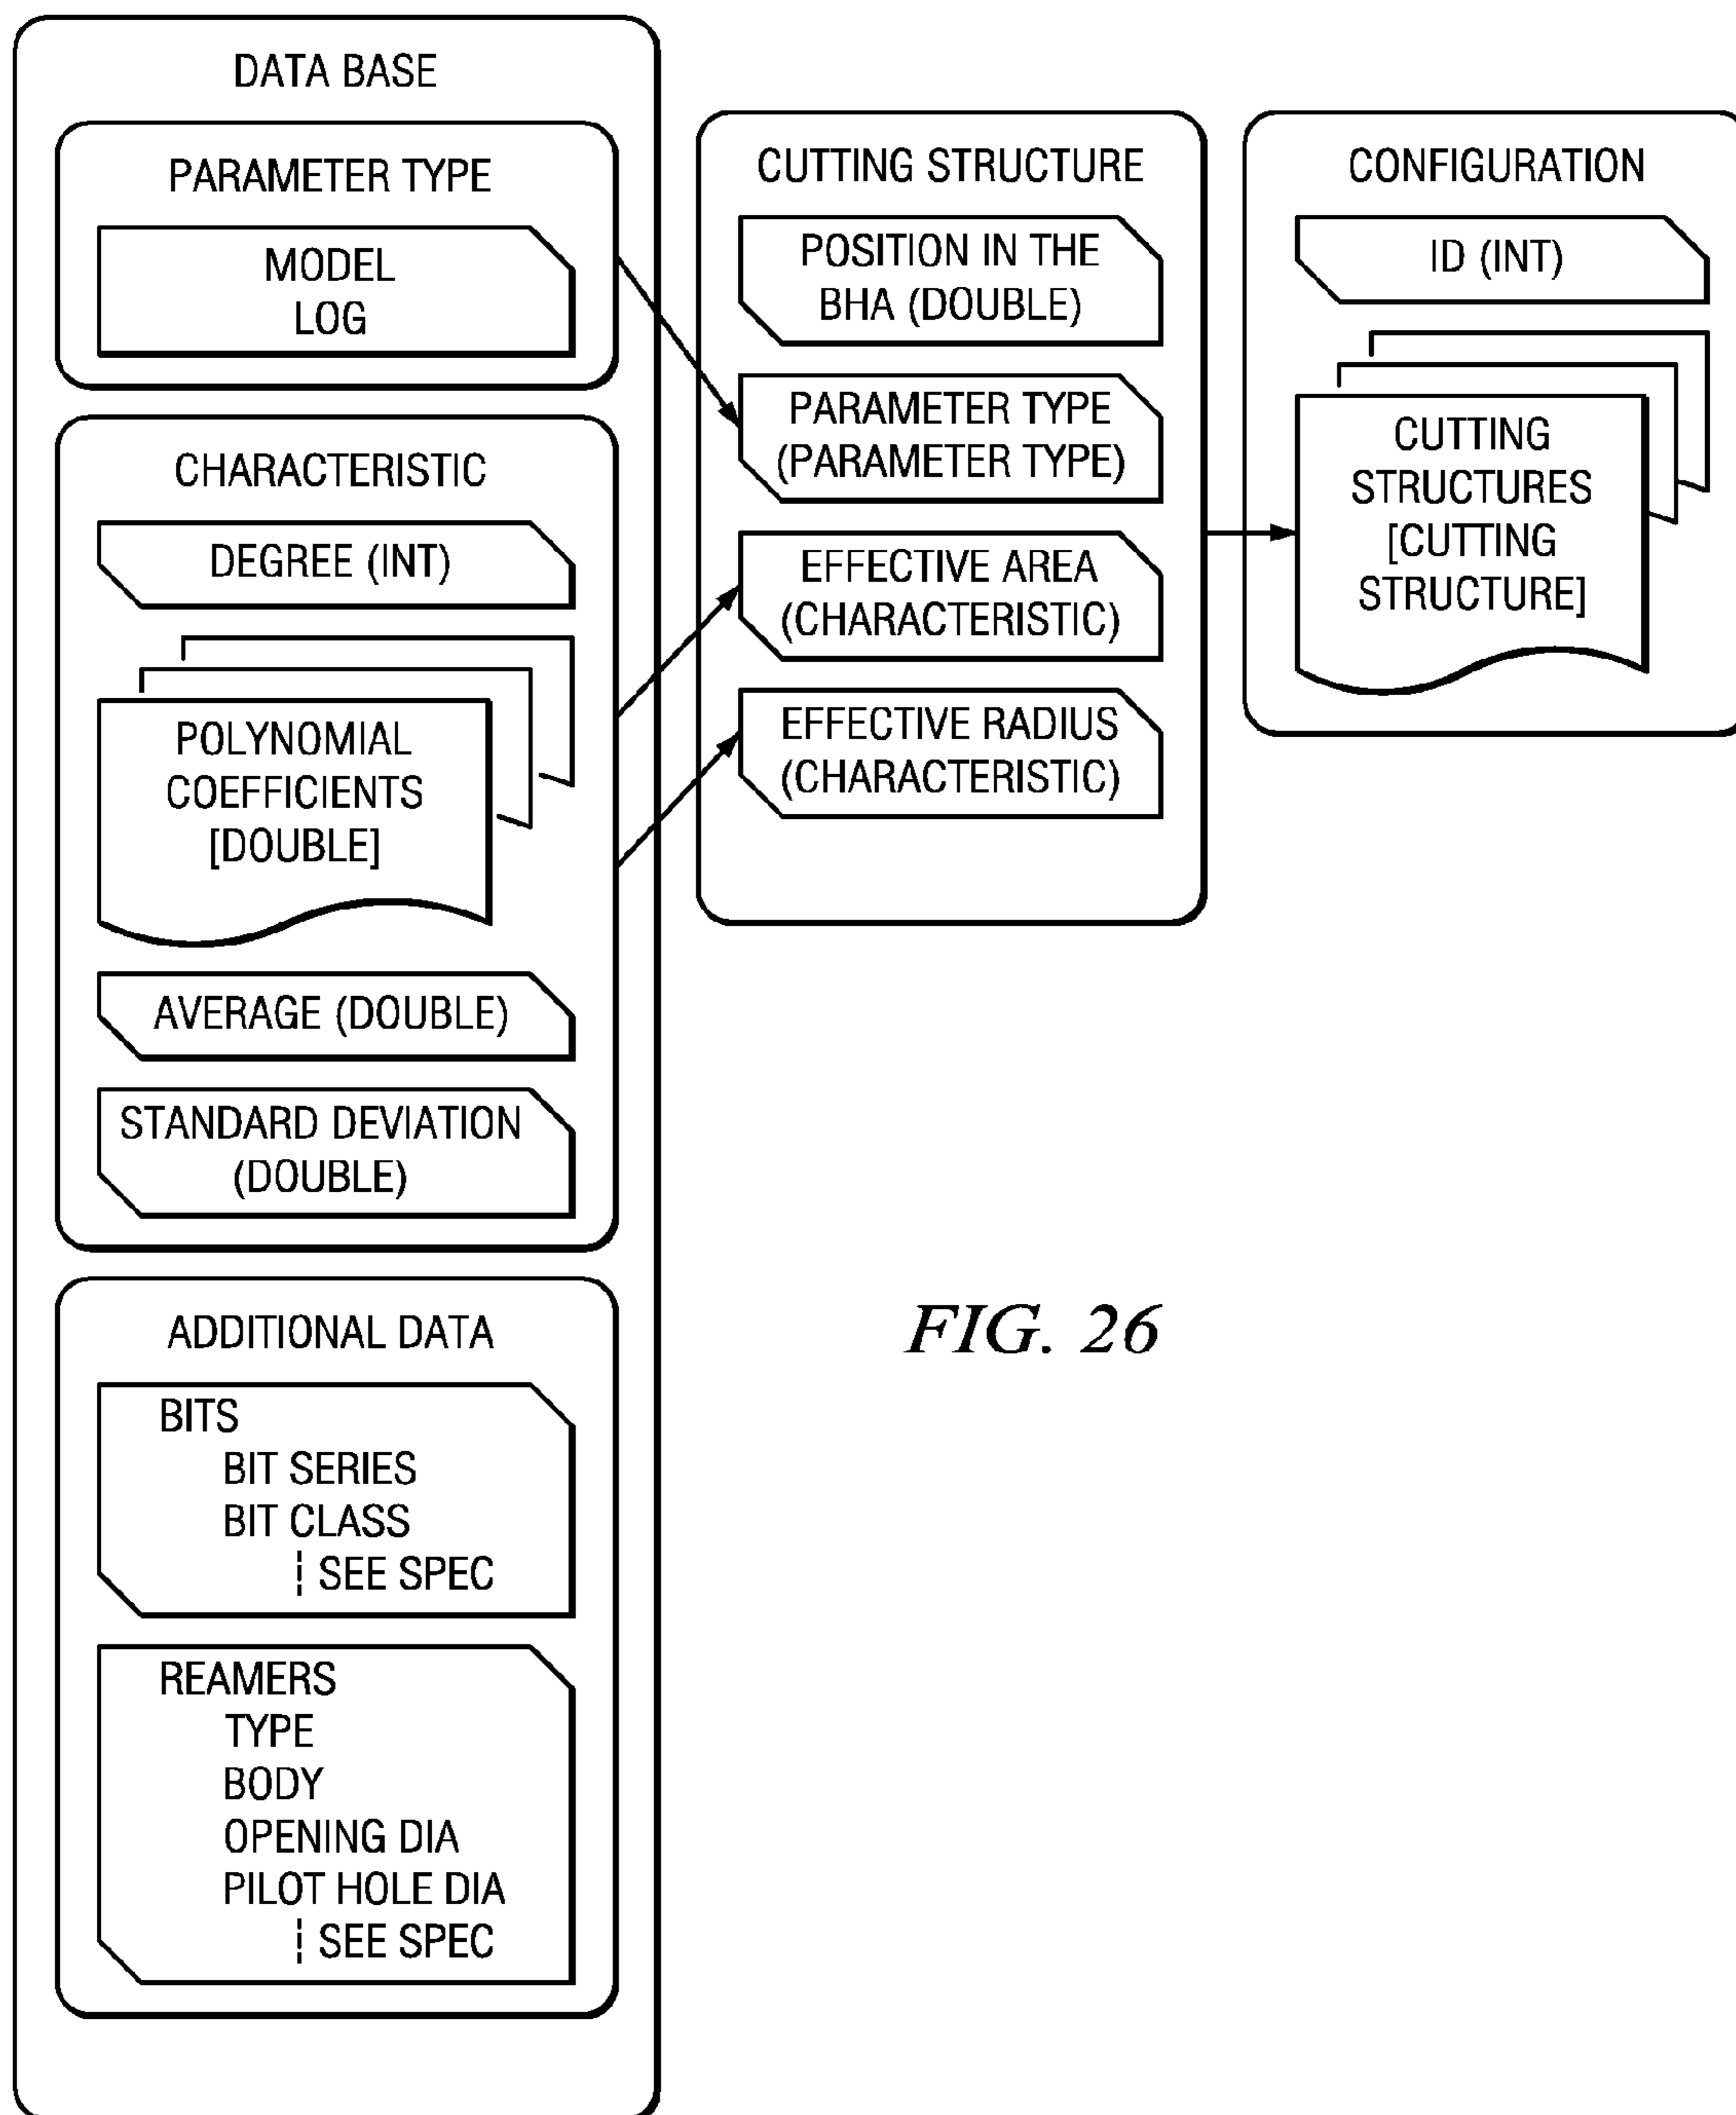 DATA BASE
PARAMETER TYPE
MODEL
LOG
CHARACTERISTIC
DEGREE (INT)
POLYNOMIAL
COEFFICIENTS
[DOUBLE]
AVERAGE (DOUBLE)
STANDARD DEVIATION
(DOUBLE)
ADDITIONAL DATA
BITS
BIT SERIES
BIT CLASS
SEE SPEC
REAMERS
TYPE
BODY
OPENING DIA
PILOT HOLE DIA
SEE SPEC
CUTTING STRUCTURE
POSITION IN THE
BHA (DOUBLE)
PARAMETER TYPE
(PARAMETER TYPE)
EFFECTIVE AREA
(CHARACTERISTIC)
EFFECTIVE RADIUS
(CHARACTERISTIC)
CONFIGURATION
ID (INT)
CUTTING
STRUCTURES
[CUTTING
STRUCTURE]
FIG. 26